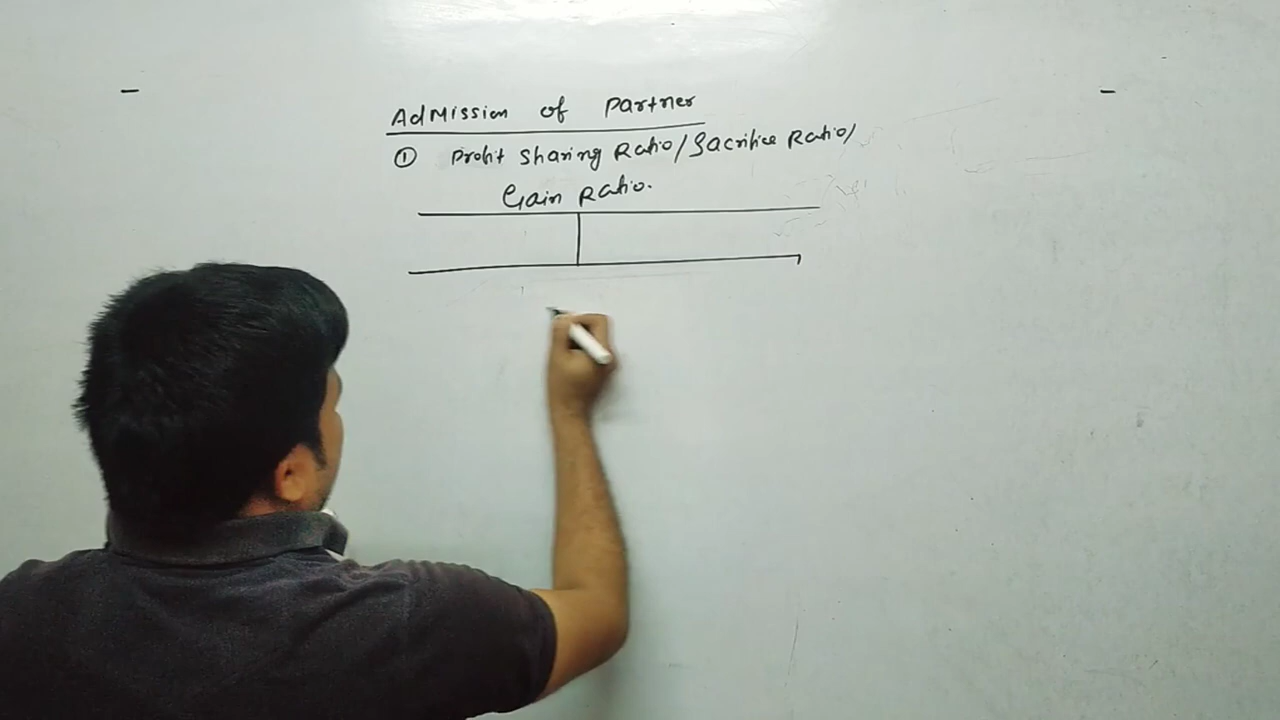 Admission of Partner
① Profit Sharing Ratio/Sacrifice Ratio/
Gain Ratio.